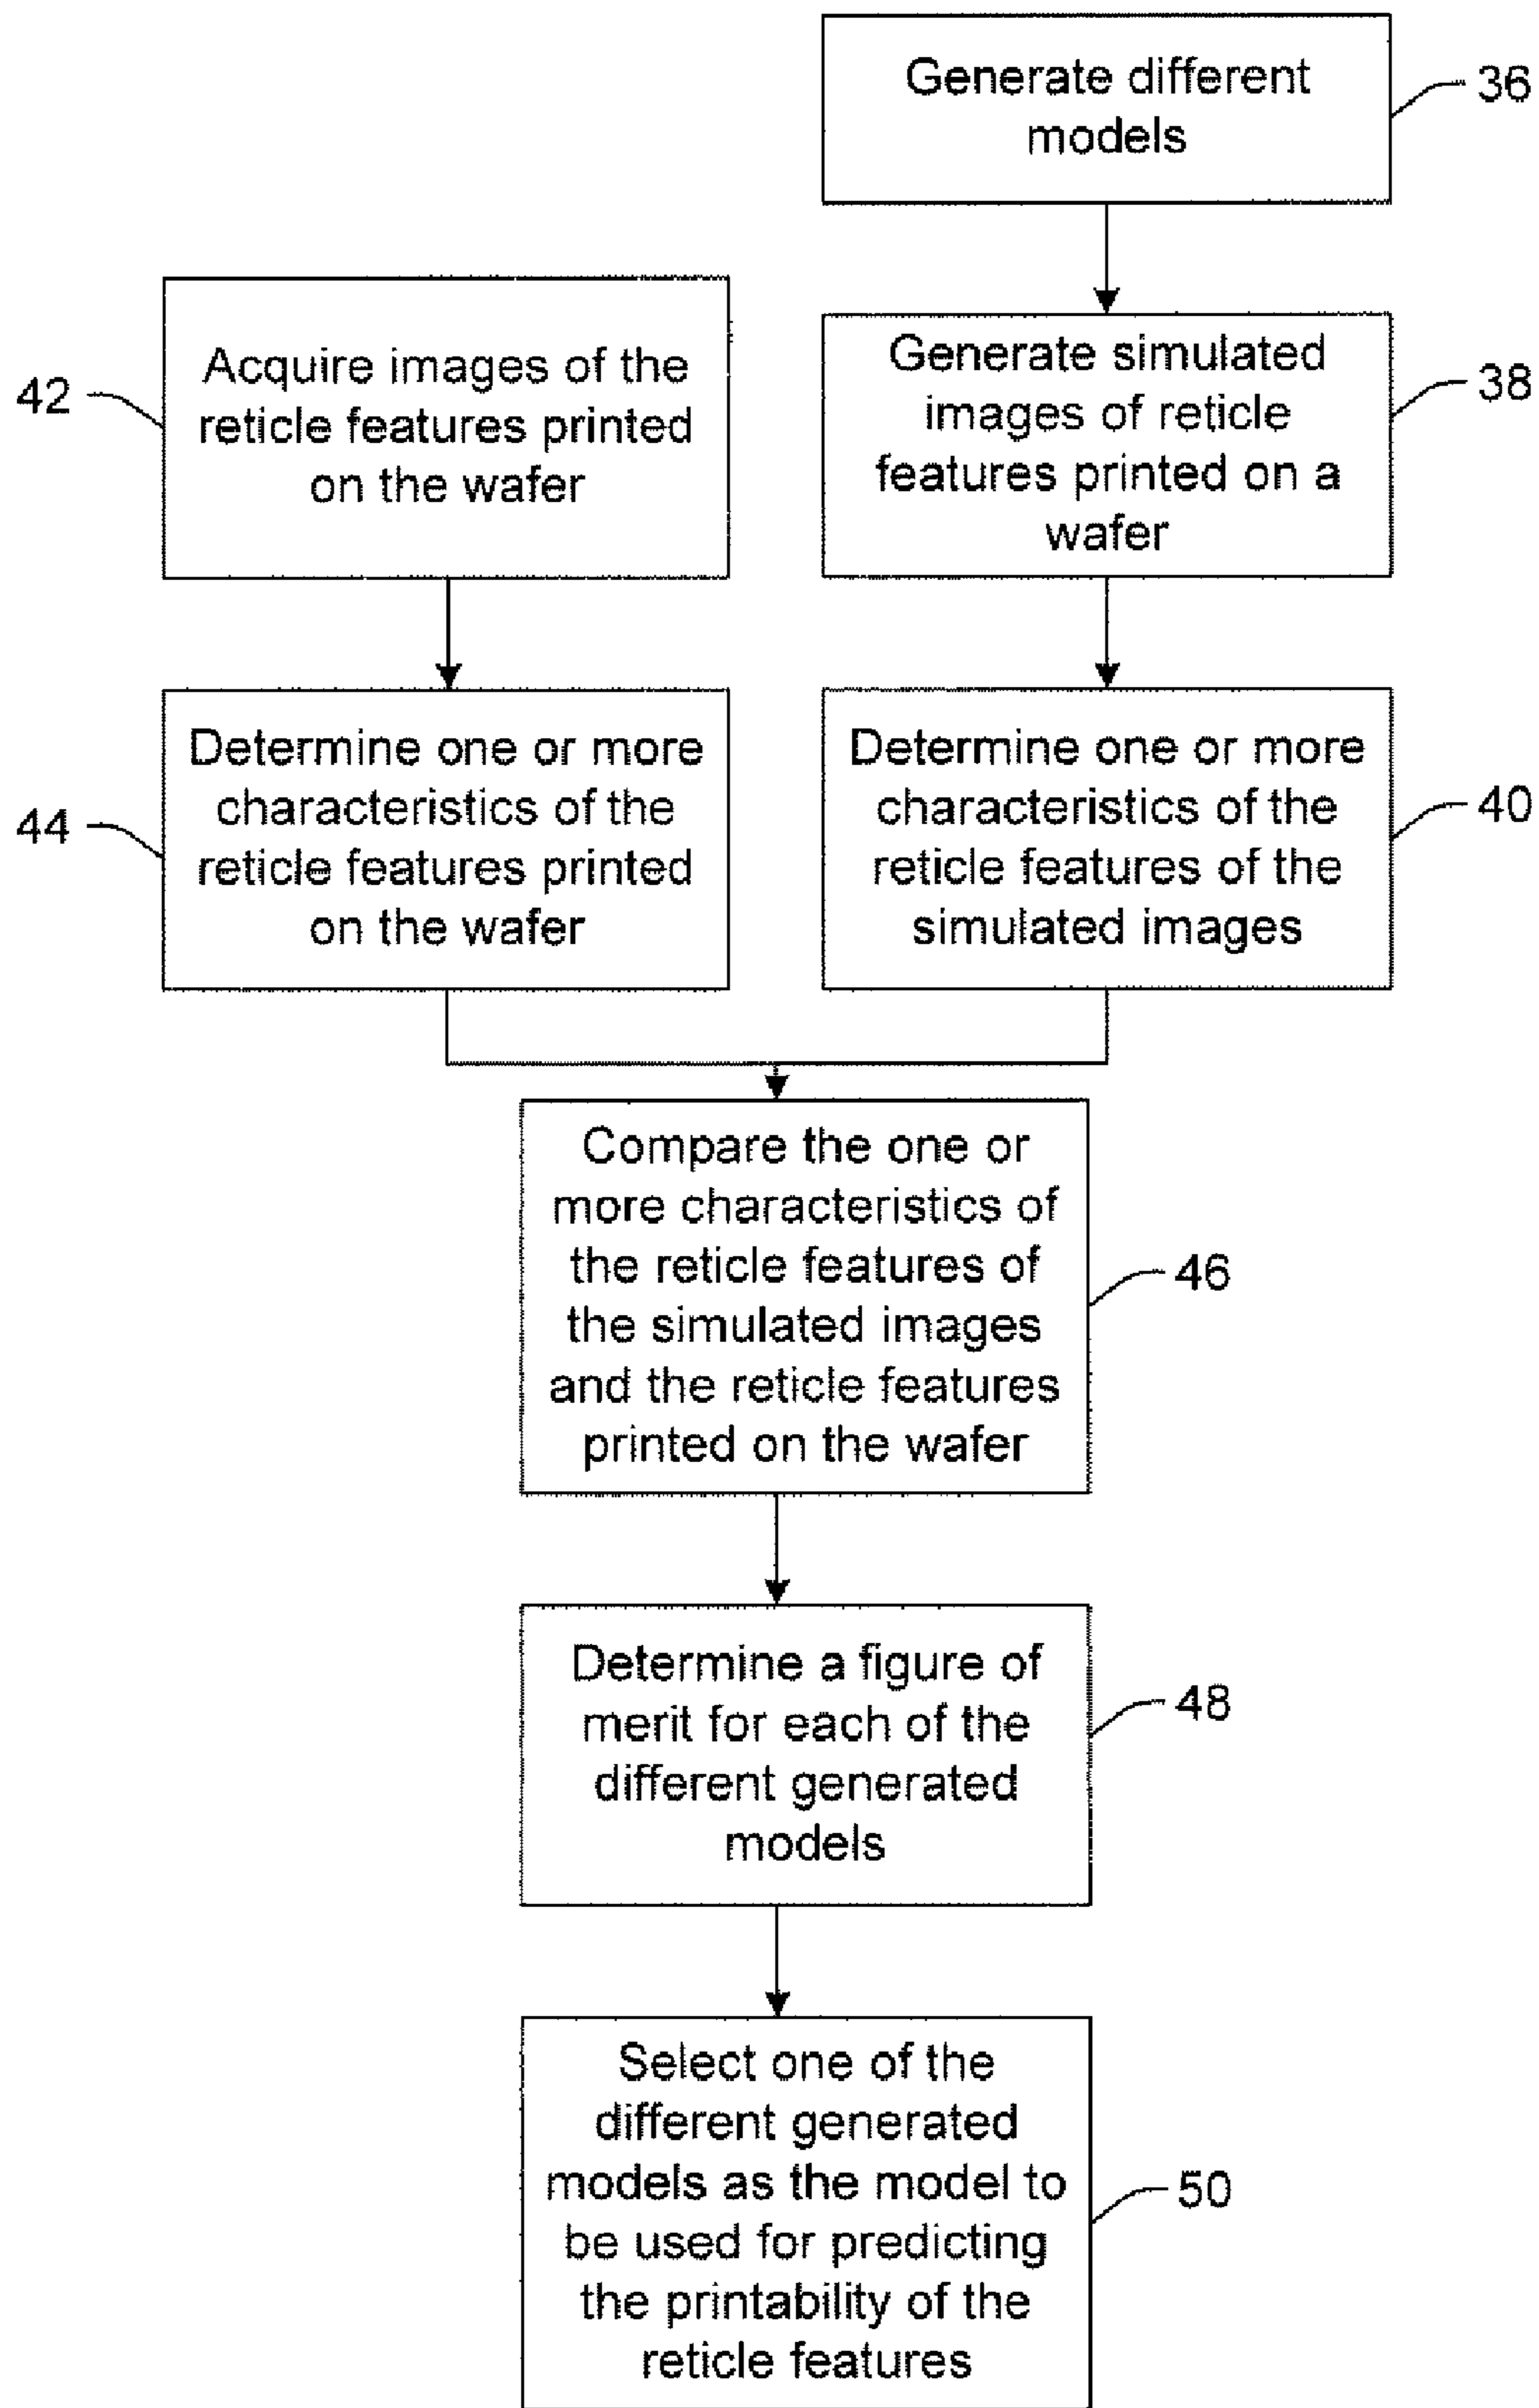 Generate different
models
36
Acquire images of the
reticle features printed
on the wafer
42
Generate simulated
images of reticle
features printed on a
wafer
38
Determine one or more
characteristics of the
reticle features printed
on the wafer
44
Determine one or more
characteristics of the
reticle features of the
simulated images
40
Compare the one or
more characteristics of
the reticle features of
the simulated images
and the reticle features
printed on the wafer
46
Determine a figure of
merit for each of the
different generated
models
48
Select one of the
different generated
models as the model to
be used for predicting
the printability of the
reticle features
50